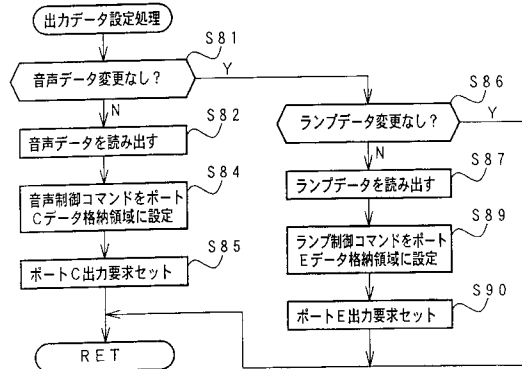 出力データ設定処理
S81
音声データ変更なし?
Y
N
S82
音声データを読み出す
S84
音声制御コマンドをポート
Cデータ格納領域に設定
S85
ポートC出力要求セット
RET
S86
ランプデータ変更なし?
Y
N
S87
ランプデータを読み出す
S89
ランプ制御コマンドをポート
Eデータ格納領域に設定
S90
ポートE出力要求セット